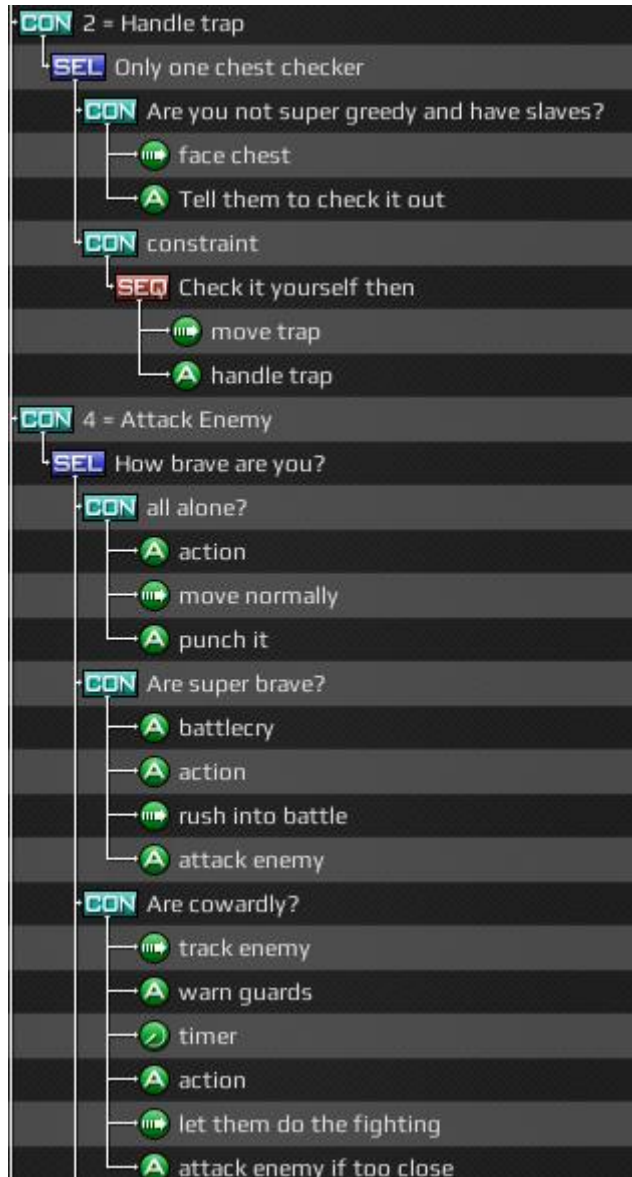 CON 2 = Handle trap
SEL Only one chest checker
CON Are you not super greedy and have slaves?
face chest
A Tell them to check it out
CON constraint
SEQ Check it yourself then
move trap
A handle trap
CON 4 = Attack Enemy
SEL How brave are you?
CON all alone?
A action
move normally
A punch it
CON Are super brave?
A battlecry
A action
rush into battle
A attack enemy
CON Are cowardly?
track enemy
A warn guards
timer
A action
let them do the fighting
A attack enemy if too close